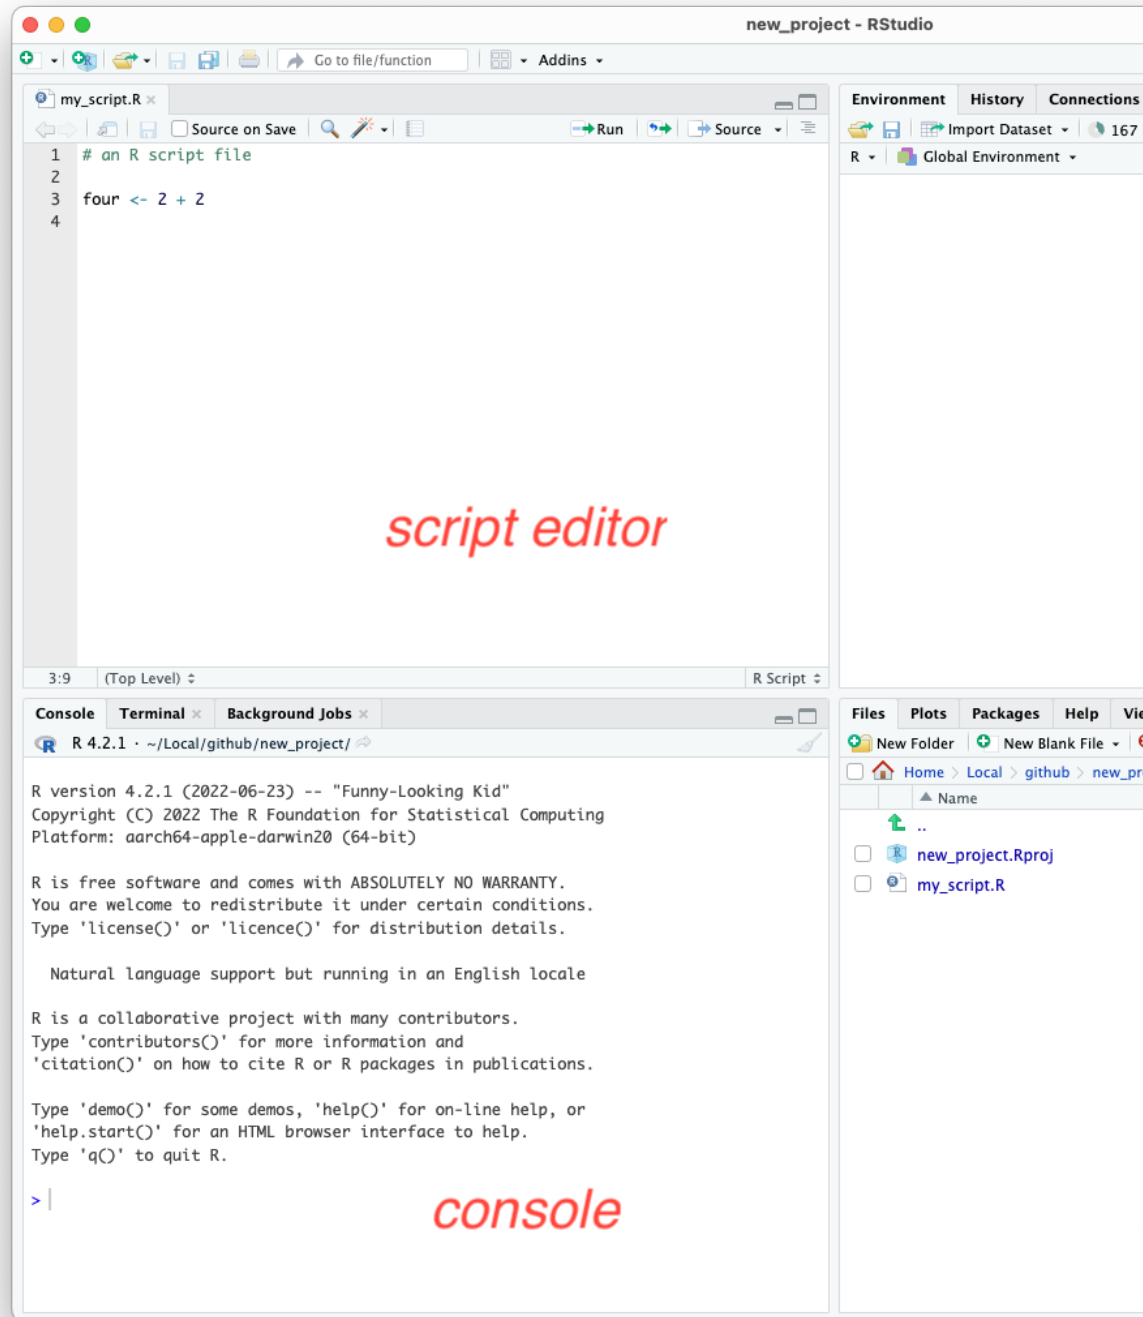 new_project - RStudio
Go to file/function
Addins
my_script.R
Source on Save
Run
Source
1 # an R script file
2
3 four <- 2 + 2
4
script editor
3:9 (Top Level) R Script
Environment History Connections
Import Dataset 167
R Global Environment
Console Terminal Background Jobs
R 4.2.1 · ~/Local/github/new_project/
R version 4.2.1 (2022-06-23) -- "Funny-Looking Kid"
Copyright (C) 2022 The R Foundation for Statistical Computing
Platform: aarch64-apple-darwin20 (64-bit)
R is free software and comes with ABSOLUTELY NO WARRANTY.
You are welcome to redistribute it under certain conditions.
Type 'license()' or 'licence()' for distribution details.
Natural language support but running in an English locale
R is a collaborative project with many contributors.
Type 'contributors()' for more information and
'citation()' on how to cite R or R packages in publications.
Type 'demo()' for some demos, 'help()' for on-line help, or
'help.start()' for an HTML browser interface to help.
Type 'q()' to quit R.
>
console
Files Plots Packages Help
New Folder New Blank File
Home > Local > github > new_pr
Name
..
new_project.Rproj
my_script.R